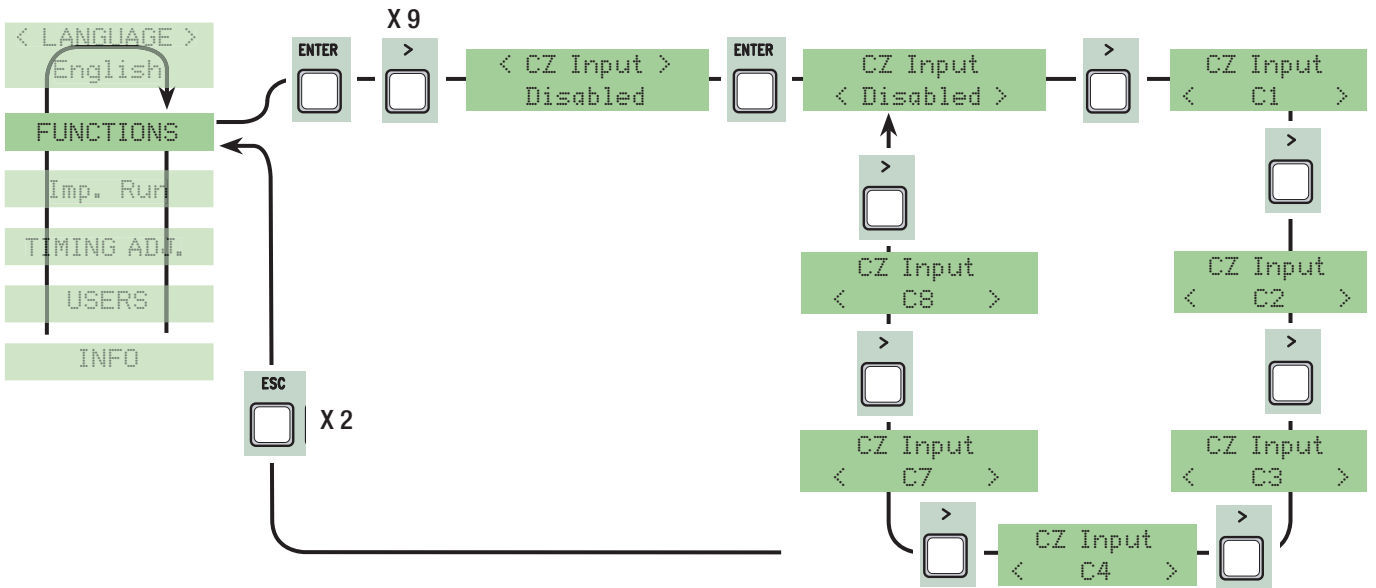 X 9
< LANGUAGE >
English
FUNCTIONS
Imp. Run
TIMING ADJ.
USERS
INFO
ENTER
>
< CZ Input >
Disabled
ENTER
CZ Input
< Disabled >
>
CZ Input
< C1 >
>
CZ Input
< C2 >
>
CZ Input
< C3 >
>
CZ Input
< C4 >
>
CZ Input
< C7 >
>
CZ Input
< C8 >
>
ESC
X 2